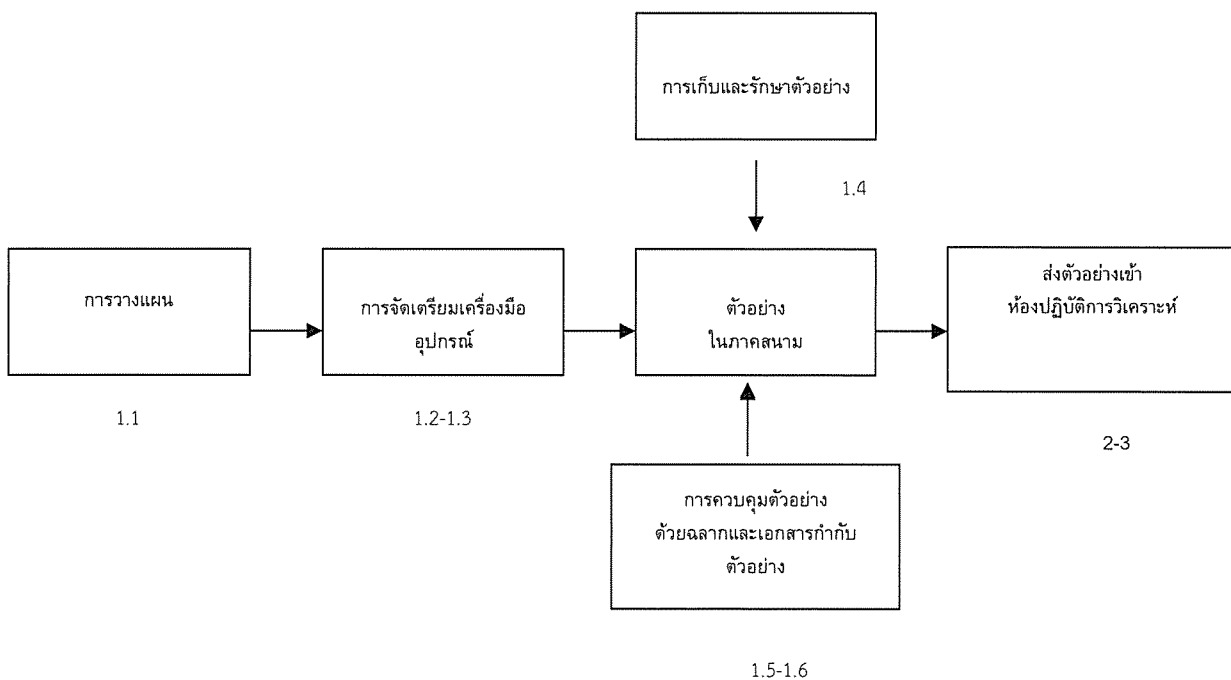 การเก็บและรักษาตัวอย่าง
1.4
การวางแผน
1.1
การจัดเตรียมเครื่องมือ
อุปกรณ์
1.2-1.3
ตัวอย่าง
ในภาคสนาม
ส่งตัวอย่างเข้า
ห้องปฏิบัติการวิเคราะห์
2-3
การควบคุมตัวอย่าง
ด้วยฉลากและเอกสารกำกับ
ตัวอย่าง
1.5-1.6